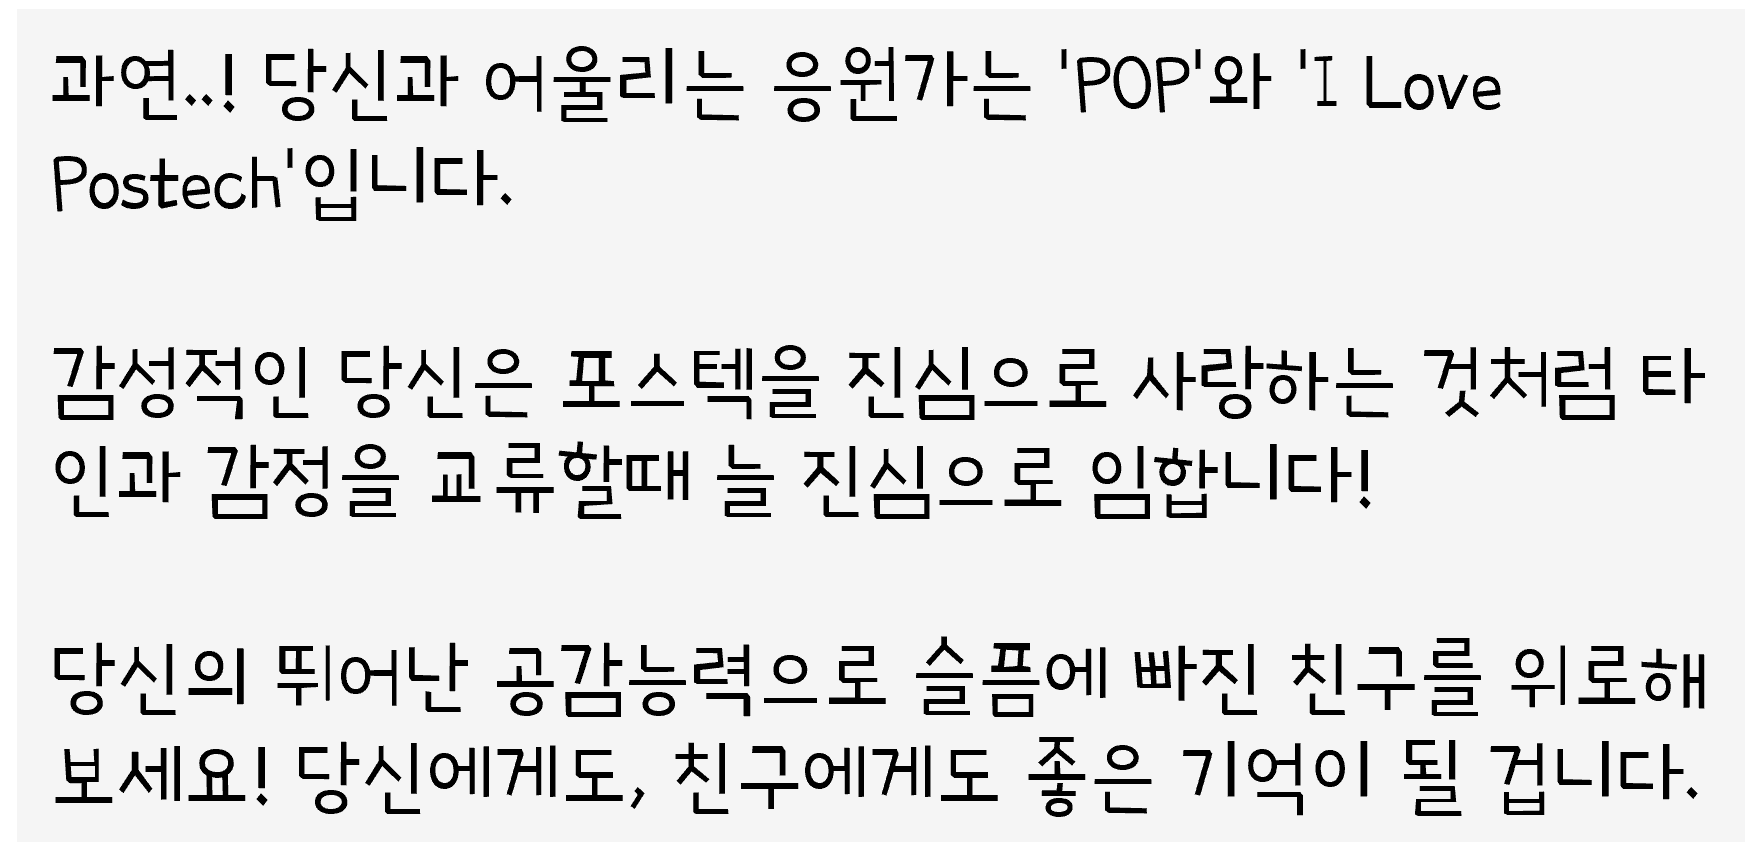 과연..! 당신과 어울리는 응원가는 'POP'와 'I Love
Postech'입니다.
감성적인 당신은 포스텍을 진심으로 사랑하는 것처럼 타
인과 감정을 교류할때 늘 진심으로 임합니다!
당신의 뛰어난 공감능력으로 슬픔에 빠진 친구를 위로해
보세요! 당신에게도, 친구에게도 좋은 기억이 될 겁니다.